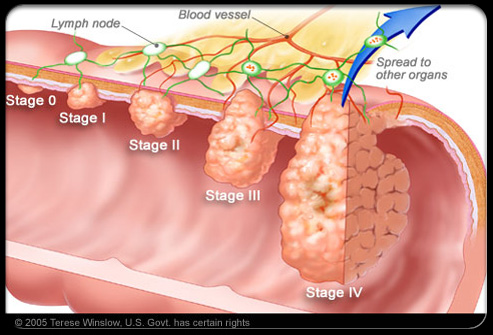 Lymph node
Blood vessel
Spread to
other organs
Stage 0
Stage I
Stage II
Stage III
Stage IV
© 2005 Terese Winslow, U.S. Govt. has certain rights